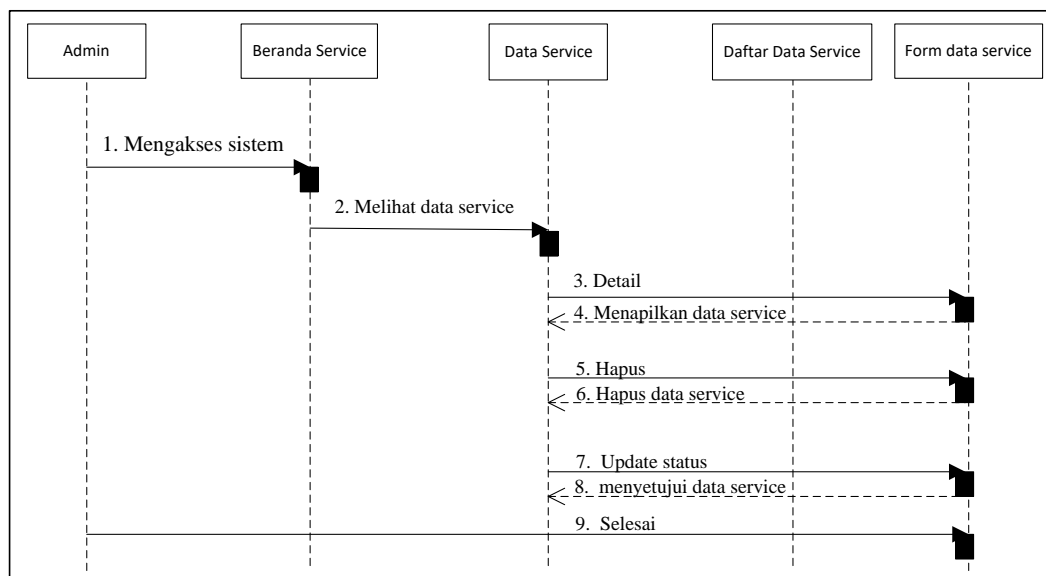 Admin
Beranda Service
Data Service
Daftar Data Service
Form data service
1. Mengakses sistem
2. Melihat data service
3. Detail
4. Menapilkan data service
5. Hapus
6. Hapus data service
7. Update status
8. menyetujui data service
9. Selesai